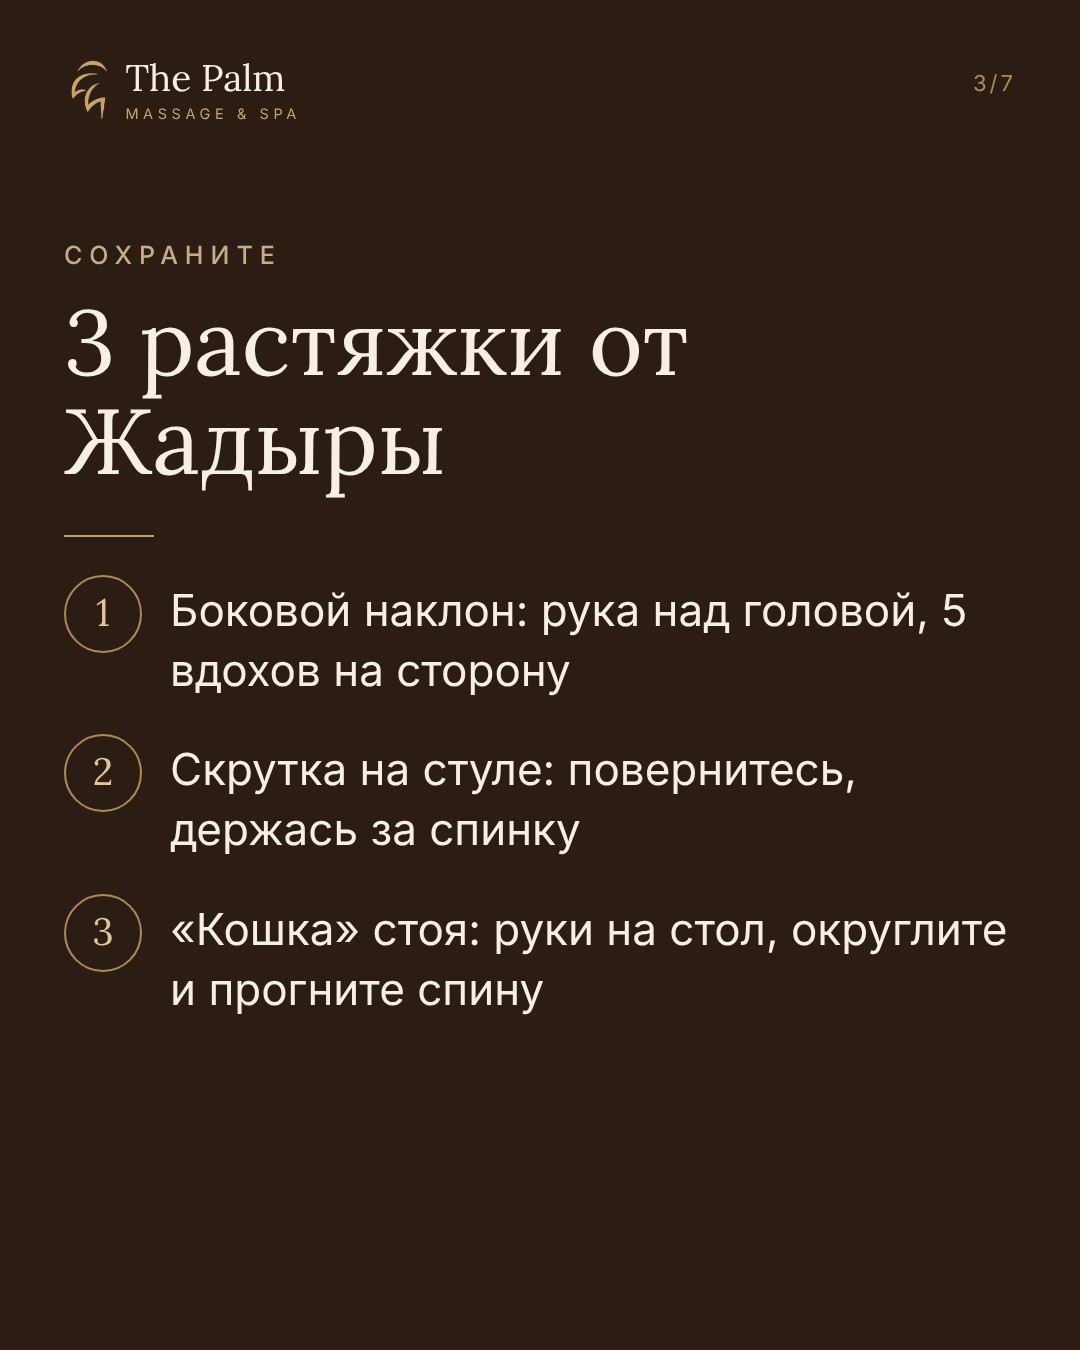 The Palm
MASSAGE & SPA
3/7
СОХРАНИТЕ
3 растяжки от
Жадыры
1
Боковой наклон: рука над головой, 5
вдохов на сторону
2
Скрутка на стуле: повернитесь,
держась за спинку
3
«Кошка» стоя: руки на стол, округлите
и прогните спину